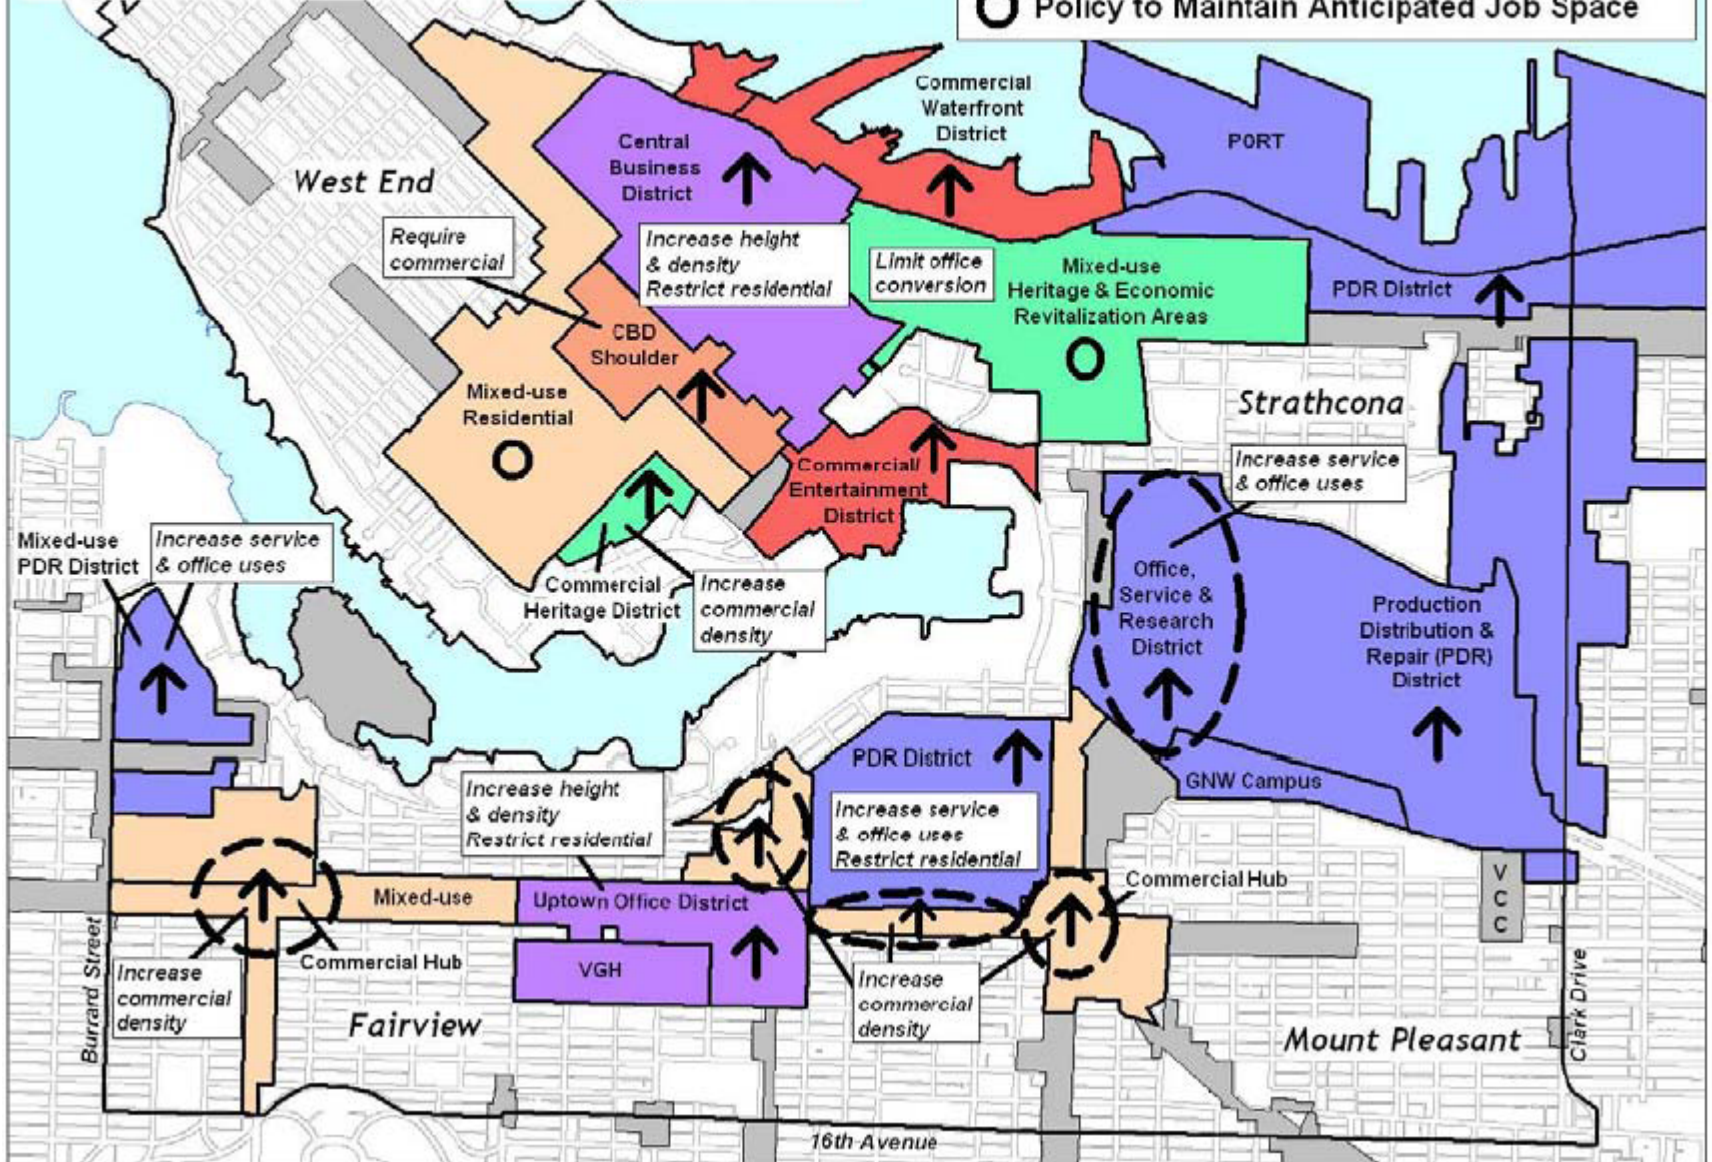 Policy to Maintain Anticipated Job Space
Commercial
Waterfront
District
PORT
Central
Business
District
West End
Require
commercial
Increase height
& density
Restrict residential
Limit office
conversion
Mixed-use
Heritage & Economic
Revitalization Areas
PDR District
CBD
Shoulder
Mixed-use
Residential
Strathcona
Commercial/
Entertainment
District
Increase service
& office uses
Mixed-use
PDR District
Increase service
& office uses
Commercial
Heritage District
Increase
commercial
density
Office,
Service &
Research
District
Production
Distribution &
Repair (PDR)
District
PDR District
Increase service
& office uses
Restrict residential
GNW Campus
Increase height
& density
Restrict residential
Mixed-use
Uptown Office District
Commercial Hub
VCC
Commercial Hub
VGH
Increase
commercial
density
Increase
commercial
density
Burrard Street
Fairview
Mount Pleasant
Clark Drive
16th Avenue